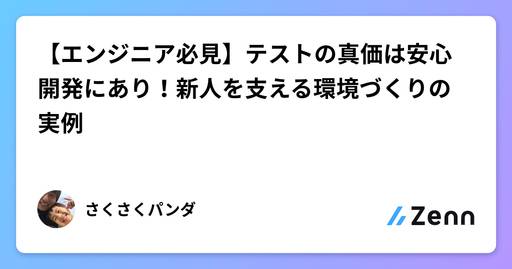 【エンジニア必見】テストの真価は安心
開発にあり！新人を支える環境づくりの
実例
さくさくパンダ
Zenn